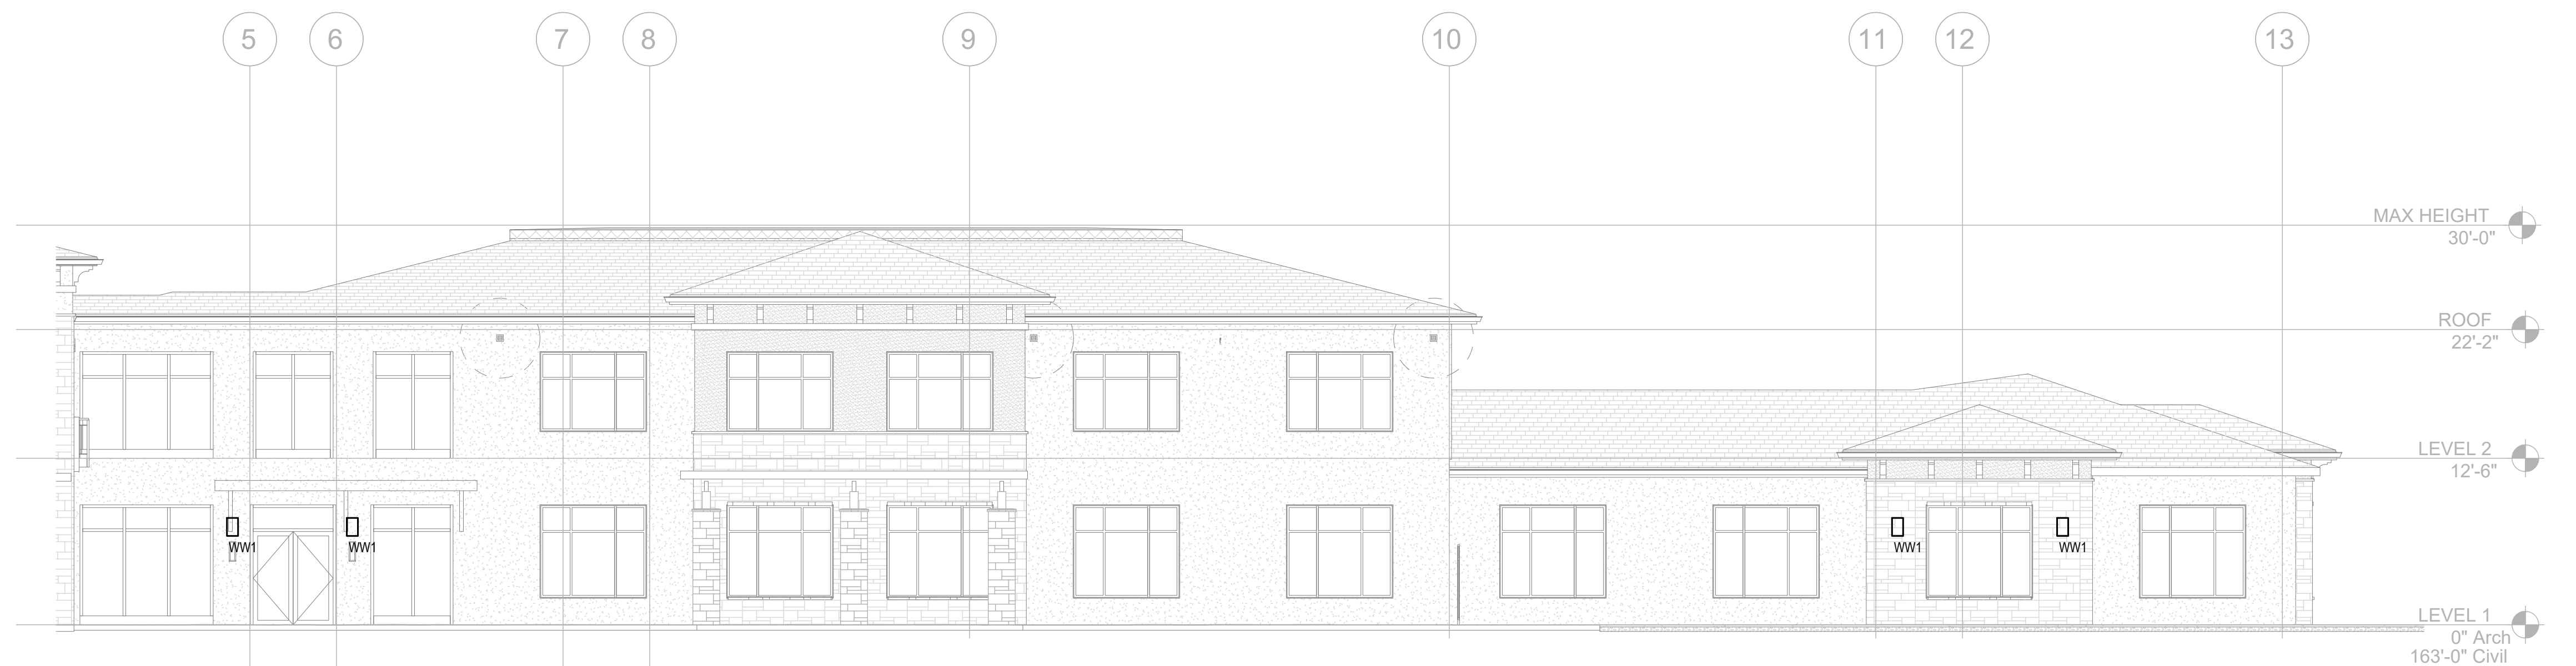 5 6 7 8 9 10 11 12 13
MAX HEIGHT
30'-0"
ROOF
22'-2"
LEVEL 2
12'-6"
WW1 WW1 WW1 WW1
LEVEL 1
0" Arch
163'-0" Civil